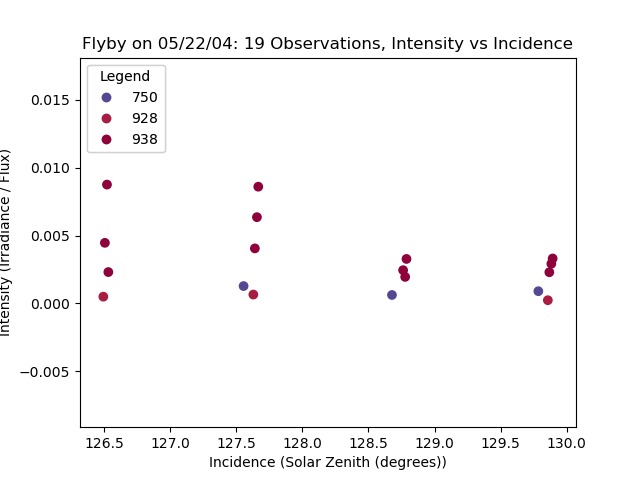 Flyby on 05/22/04: 19 Observations, Intensity vs Incidence
Legend
750
928
938
0.015
0.010
0.005
0.000
−0.005
Intensity (Irradiance / Flux)
126.5 127.0 127.5 128.0 128.5 129.0 129.5 130.0
Incidence (Solar Zenith (degrees))